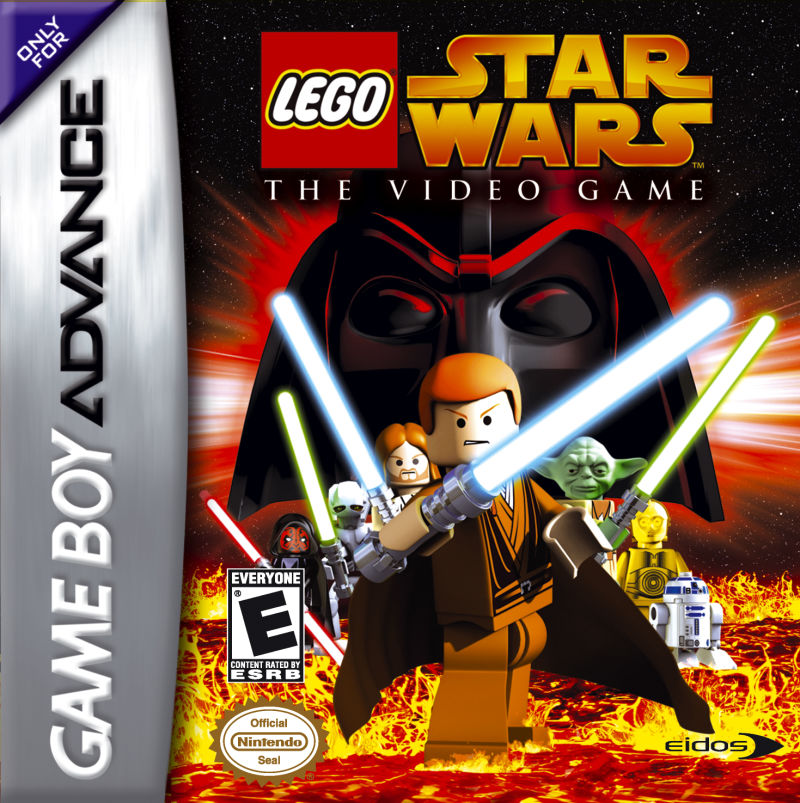 ONLY
FOR
GAME BOY ADVANCE
LEGO
STAR
WARS™
THE VIDEO GAME
EVERYONE
E®
CONTENT RATED BY
ESRB
Official
Nintendo
Seal
®
eidos